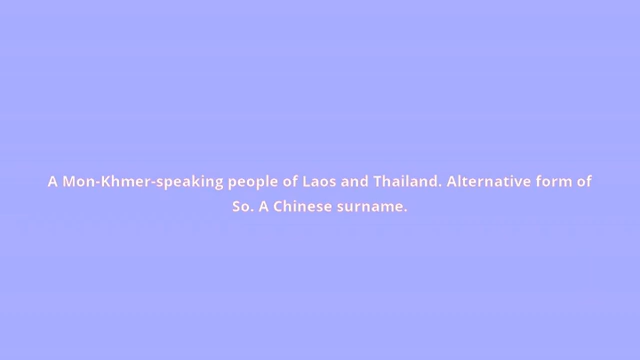 A Mon-Khmer-speaking people of Laos and Thailand. Alternative form of
So. A Chinese surname.